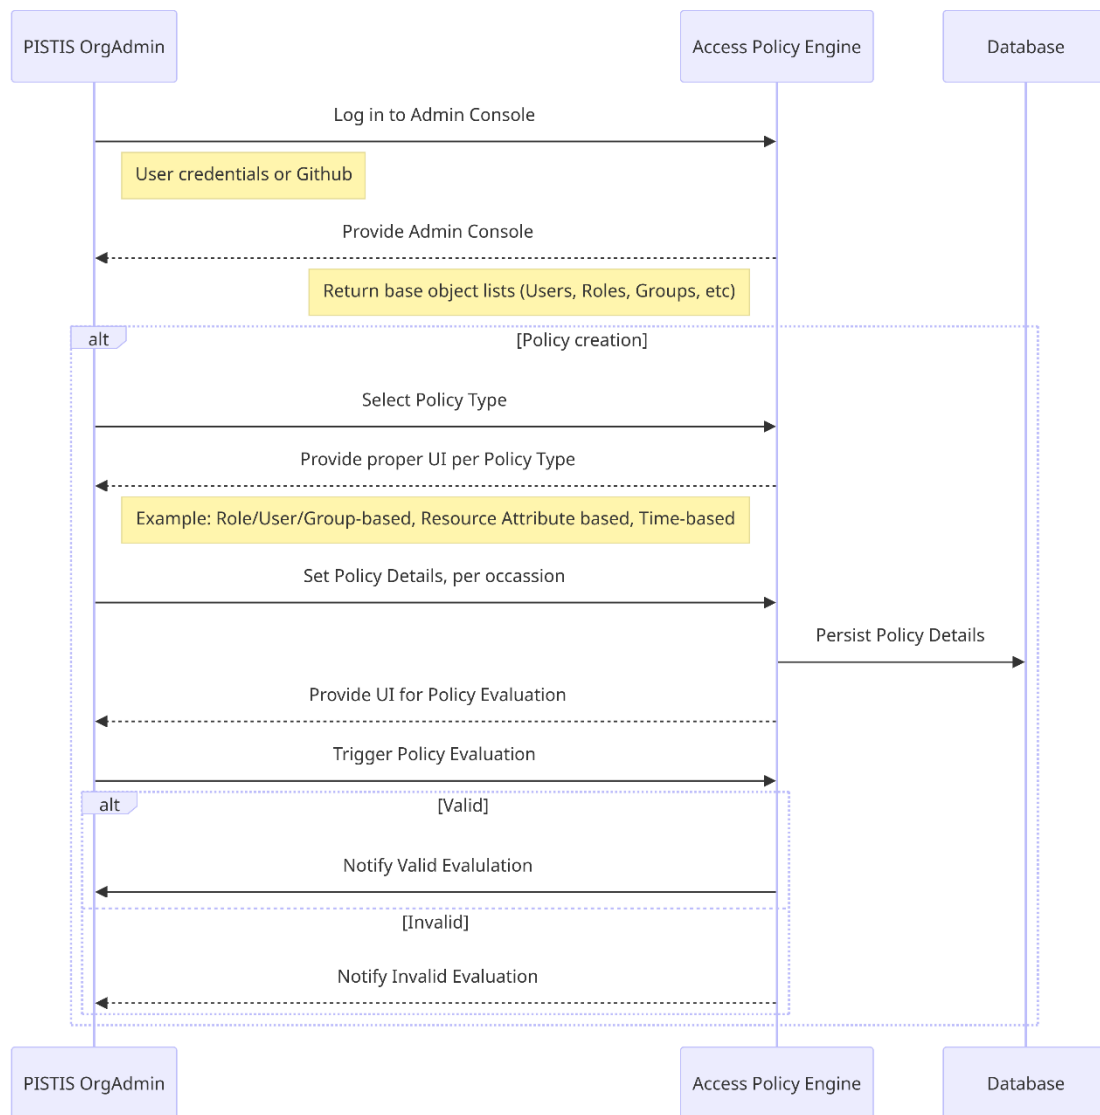 PISTIS OrgAdmin
Access Policy Engine
Database
Log in to Admin Console
User credentials or Github
Provide Admin Console
Return base object lists (Users, Roles, Groups, etc)
alt
[Policy creation]
Select Policy Type
Provide proper UI per Policy Type
Example: Role/User/Group-based, Resource Attribute based, Time-based
Set Policy Details, per occassion
Persist Policy Details
Provide UI for Policy Evaluation
Trigger Policy Evaluation
alt
[Valid]
Notify Valid Evalulation
[Invalid]
Notify Invalid Evaluation
PISTIS OrgAdmin
Access Policy Engine
Database